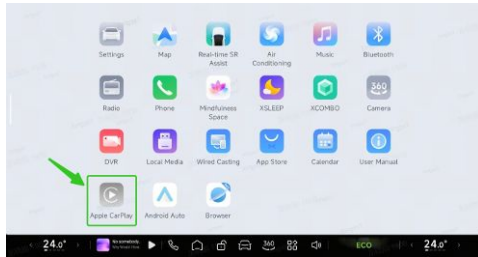 Settings
Map
Real-time SR
Assist
Air
Conditioning
Music
Bluetooth
Radio
Phone
Mindfulness
Space
XSLEEP
XCOMBO
360
Camera
DVR
Local Media
Wired Casting
App Store
Calendar
User Manual
Apple CarPlay
Android Auto
Browser
24.0°
360
ECO
24.0°